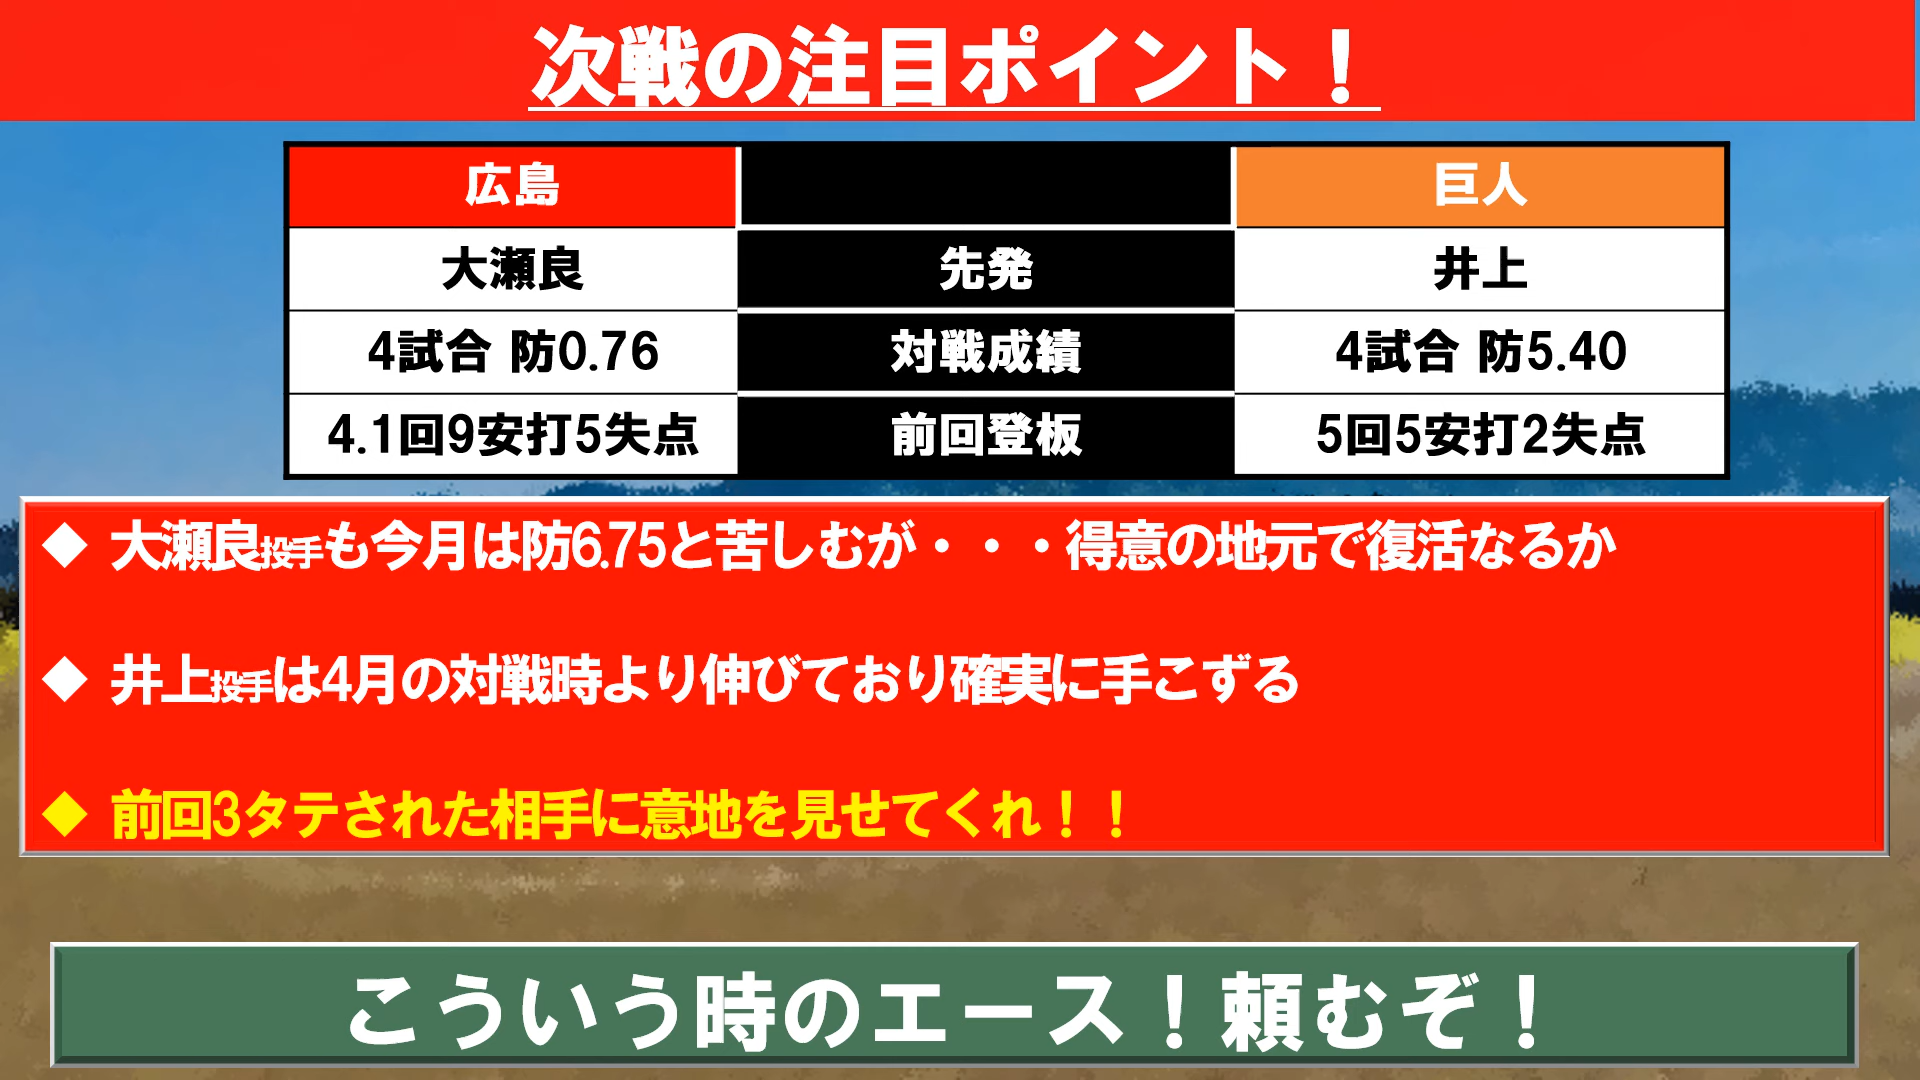 次戦の注目ポイント！
広島 巨人
大瀬良 先発 井上
4試合 防0.76 対戦成績 4試合 防5.40
4.1回9安打5失点 前回登板 5回5安打2失点
◆ 大瀬良投手も今月は防6.75と苦しむが・・・得意の地元で復活なるか
◆ 井上投手は4月の対戦時より伸びており確実に手こずる
◆ 前回3タテされた相手に意地を見せてくれ！！
こういう時のエース！頼むぞ！